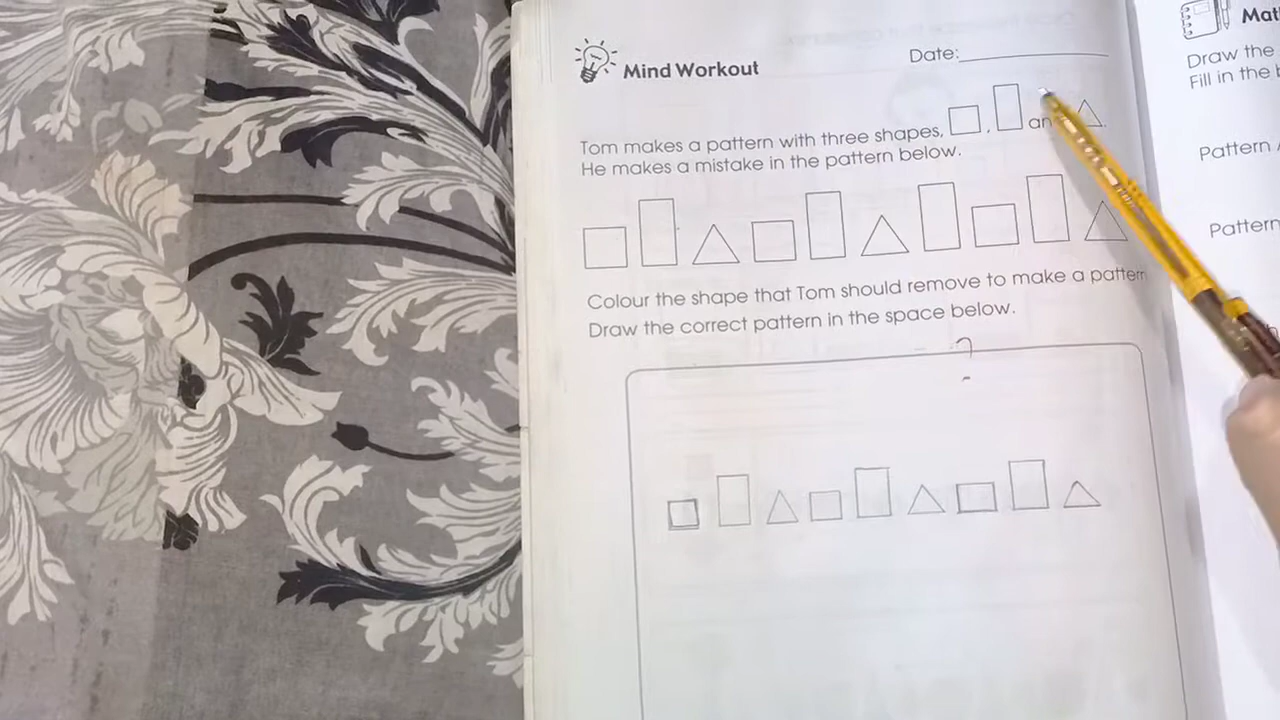 Mind Workout
Date:
Tom makes a pattern with three shapes, , an
He makes a mistake in the pattern below.
Colour the shape that Tom should remove to make a pattern
Draw the correct pattern in the space below.
?
Mat
Draw the
Fill in the
Pattern
Pattern